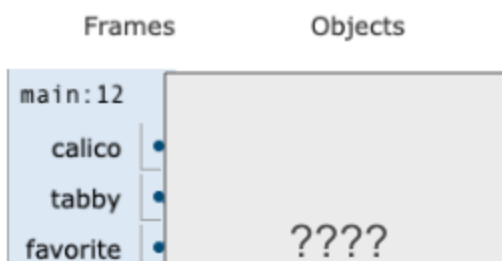 Frames Objects
main:12
calico
tabby
????
favorite